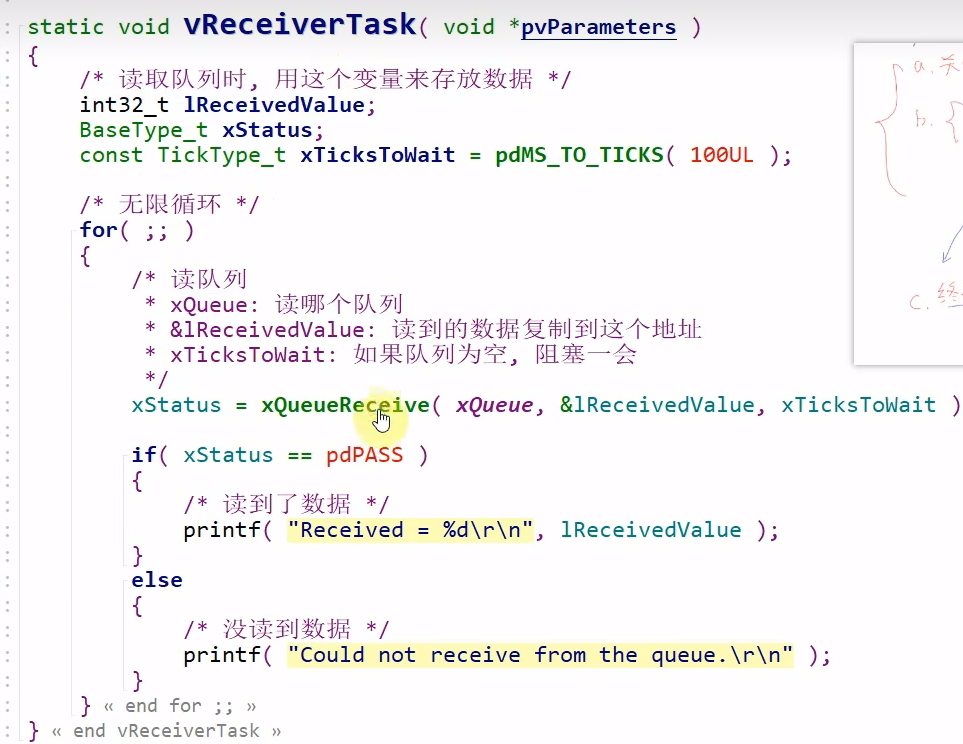 static void vReceiverTask( void *pvParameters )
{
/* 读取队列时, 用这个变量来存放数据 */
int32_t lReceivedValue;
BaseType_t xStatus;
const TickType_t xTicksToWait = pdMS_TO_TICKS( 100UL );
/* 无限循环 */
for( ;; )
{
/* 读队列
* xQueue: 读哪个队列
* &lReceivedValue: 读到的数据复制到这个地址
* xTicksToWait: 如果队列为空, 阻塞一会
*/
xStatus = xQueueReceive( xQueue, &lReceivedValue, xTicksToWait )
if( xStatus == pdPASS )
{
/* 读到了数据 */
printf( "Received = %d\r\n", lReceivedValue );
}
else
{
/* 没读到数据 */
printf( "Could not receive from the queue.\r\n" );
}
} « end for ;; »
} « end vReceiverTask »
a. 关
b. {
c. 终